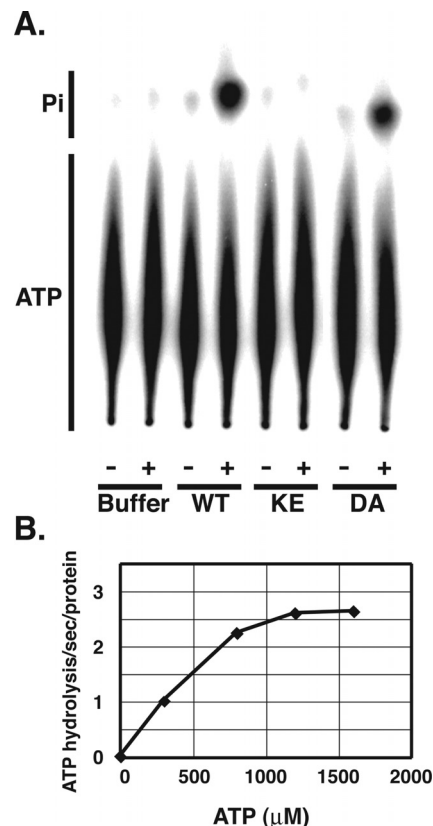 A.
Pi
ATP
- + - + - + - +
Buffer WT KE DA
B.
ATP hydrolysis/sec/protein
3
2
1
0
0 500 1000 1500 2000
ATP (μM)